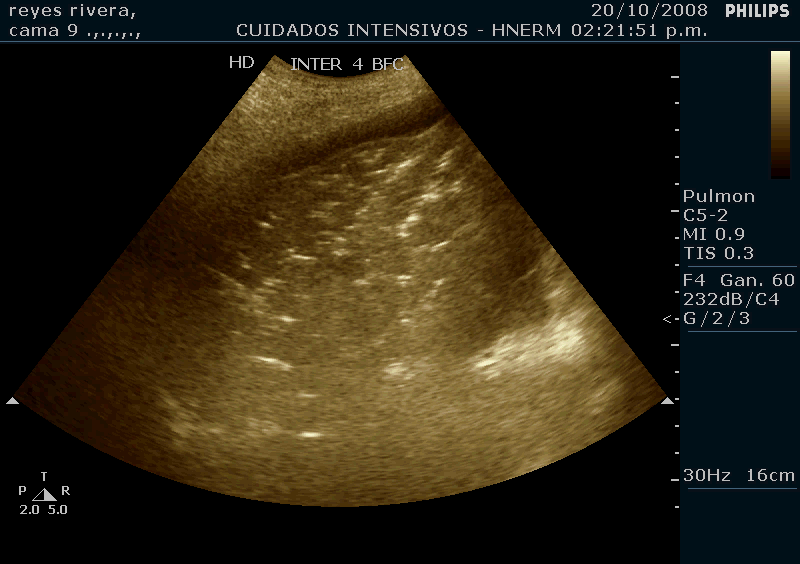 reyes rivera,
20/10/2008 PHILIPS
cama 9 .,.,.,.,
CUIDADOS INTENSIVOS - HNERM 02:21:51 p.m.
HD INTER 4 BFC
Pulmon
C5-2
MI 0.9
TIS 0.3
F4 Gan. 60
232dB/C4
G/2/3
<
30Hz 16cm
T
P R
2.0 5.0